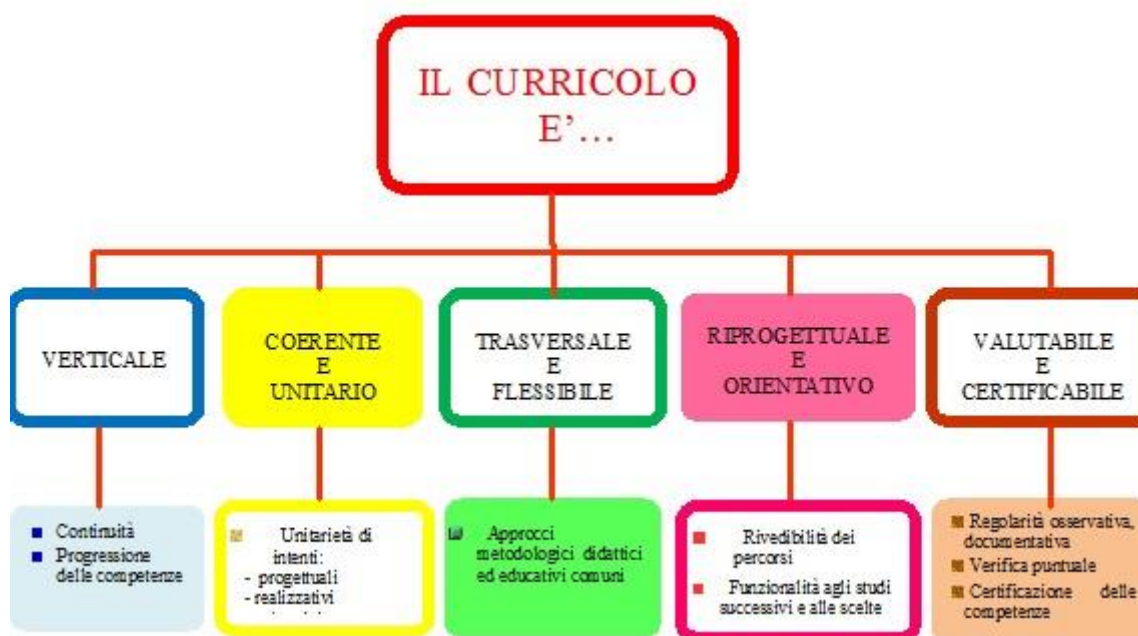 IL CURRICOLO
E'…
VERTICALE
COERENTE
E
UNITARIO
TRASVERSALE
E
FLESSIBILE
RIPROGETTUALE
E
ORIENTATIVO
VALUTABILE
E
CERTIFICABILE
Continuità
Progressione
delle competenze
Unitarietà di
intenti:
- progettuali
- realizzativi
Approcci
metodologici didattici
ed educativi comuni
Rivedibilità dei
percorsi
Funzionalità agli studi
successivi e alle scelte
Regolarità osservativa,
documentativa
Verifica puntuale
Certificazione delle
competenze